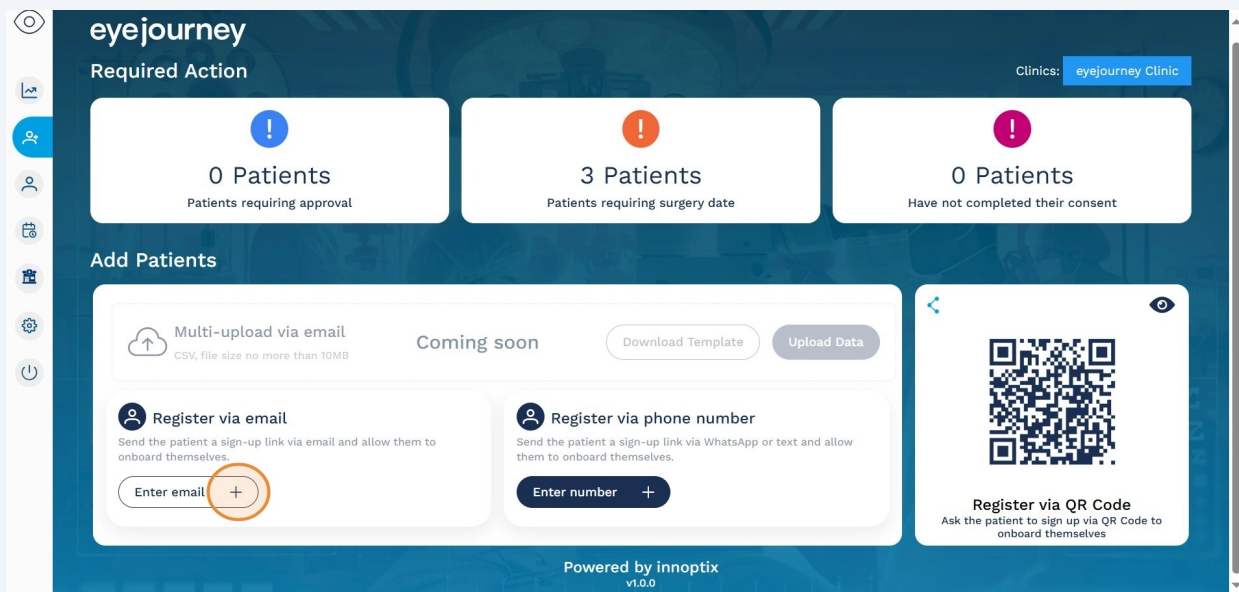 eyejourney
Required Action
Clinics: eyejourney Clinic
!
0 Patients
Patients requiring approval
!
3 Patients
Patients requiring surgery date
!
0 Patients
Have not completed their consent
Add Patients
Multi-upload via email
CSV, file size no more than 10MB
Coming soon
Download Template
Upload Data
Register via email
Send the patient a sign-up link via email and allow them to
onboard themselves.
Enter email +
Register via phone number
Send the patient a sign-up link via WhatsApp or text and allow
them to onboard themselves.
Enter number +
Register via QR Code
Ask the patient to sign up via QR Code to
onboard themselves
Powered by innoptix
v1.0.0